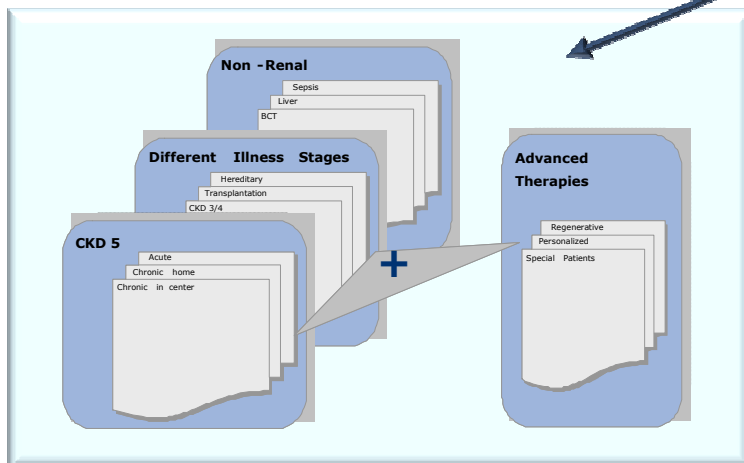 Non -Renal
Sepsis
Liver
BCT
Different Illness Stages
Hereditary
Transplantation
CKD 3/4
CKD 5
Acute
Chronic home
Chronic in center
+
Advanced
Therapies
Regenerative
Personalized
Special Patients